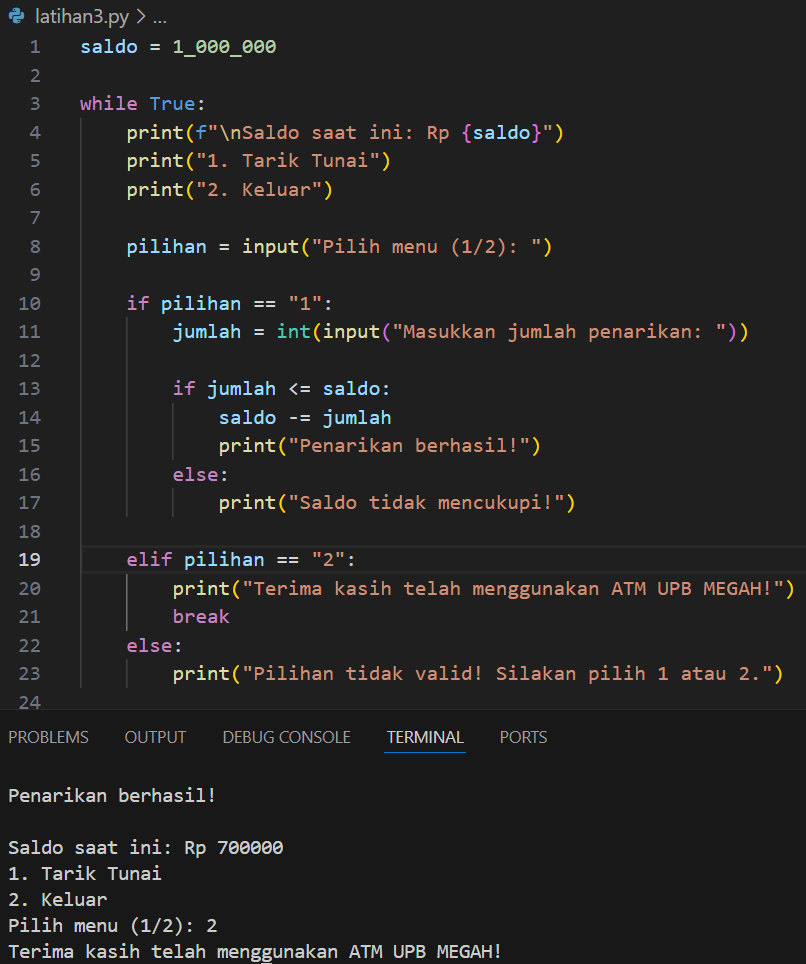 latihan3.py > ...
1 saldo = 1_000_000
2
3 while True:
4     print(f"\nSaldo saat ini: Rp {saldo}")
5     print("1. Tarik Tunai")
6     print("2. Keluar")
7
8     pilihan = input("Pilih menu (1/2): ")
9
10     if pilihan == "1":
11         jumlah = int(input("Masukkan jumlah penarikan: "))
12
13         if jumlah <= saldo:
14             saldo -= jumlah
15             print("Penarikan berhasil!")
16         else:
17             print("Saldo tidak mencukupi!")
18
19     elif pilihan == "2":
20         print("Terima kasih telah menggunakan ATM UPB MEGAH!")
21         break
22     else:
23         print("Pilihan tidak valid! Silakan pilih 1 atau 2.")
24
PROBLEMS OUTPUT DEBUG CONSOLE TERMINAL PORTS
Penarikan berhasil!
Saldo saat ini: Rp 700000
1. Tarik Tunai
2. Keluar
Pilih menu (1/2): 2
Terima kasih telah menggunakan ATM UPB MEGAH!